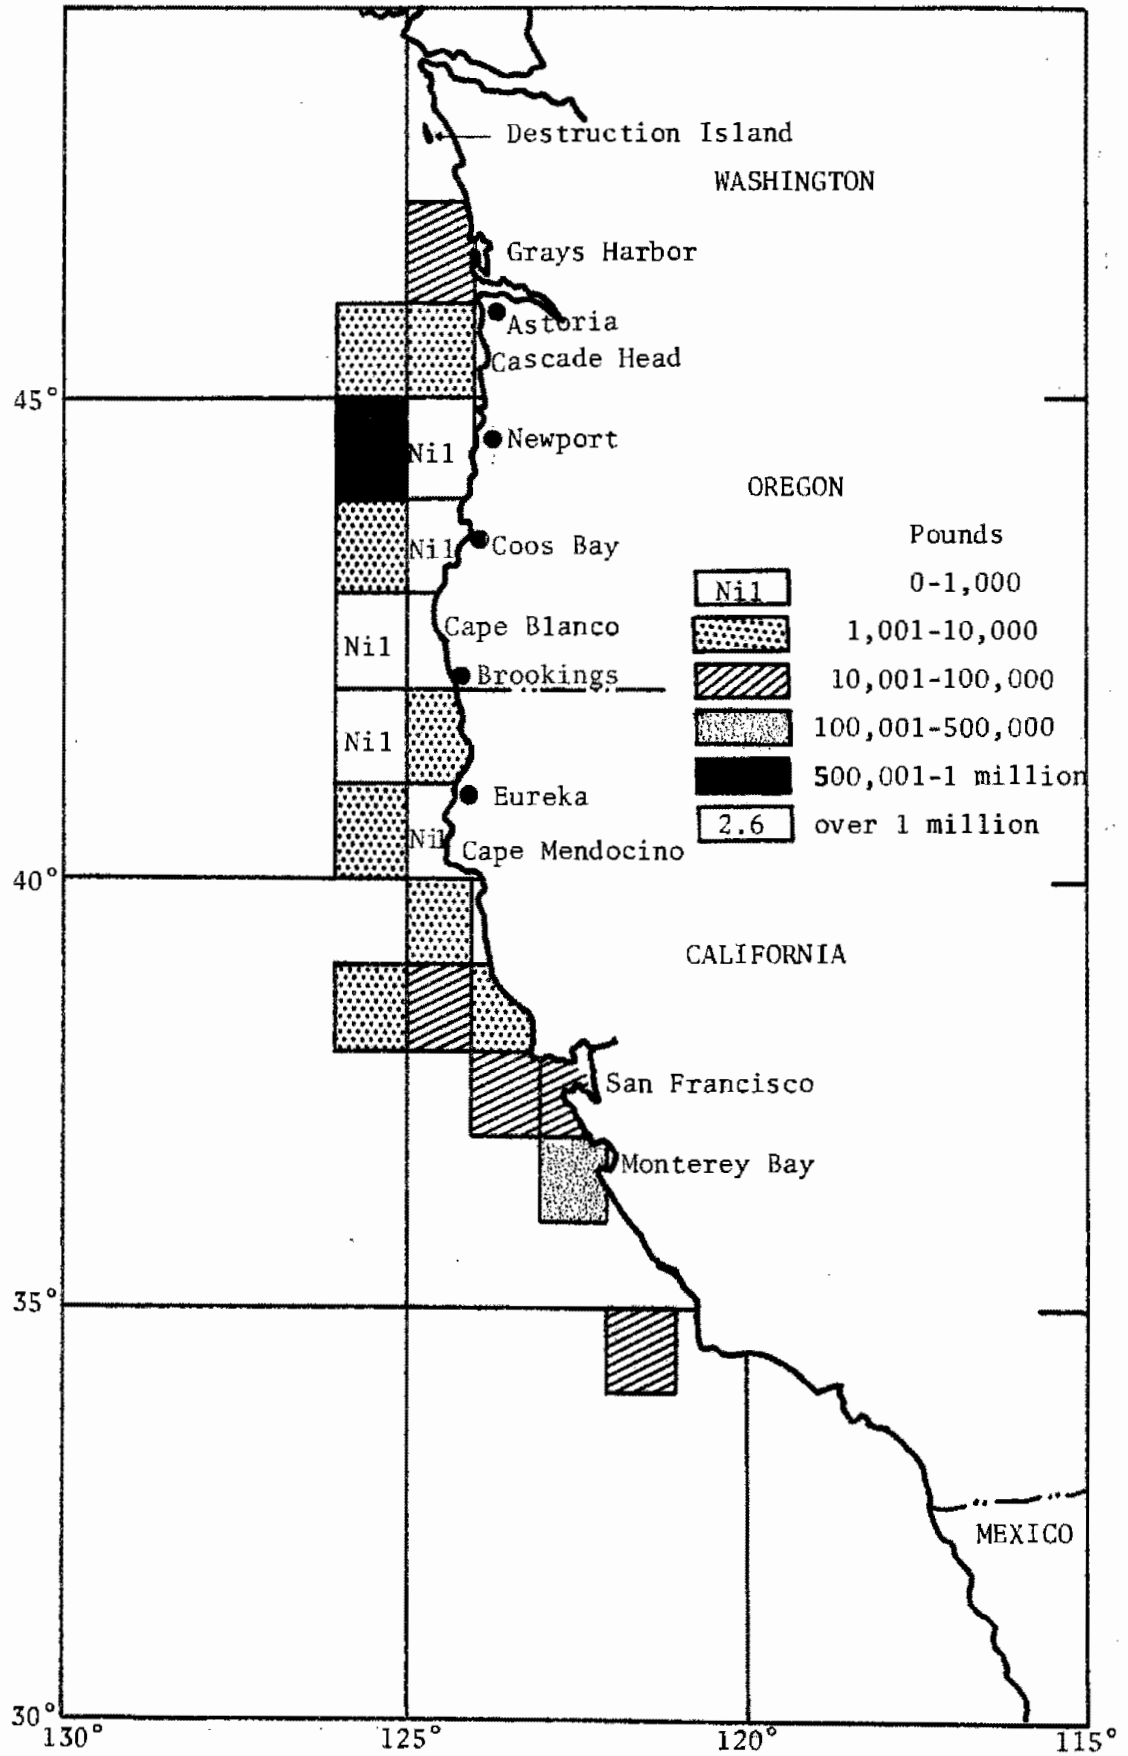 Destruction Island
WASHINGTON
Grays Harbor
Astoria
Cascade Head
45°
Nil
Newport
OREGON
Nil
Coos Bay
Pounds
Nil 0-1,000
Cape Blanco
1,001-10,000
Nil
Brookings
10,001-100,000
Nil
100,001-500,000
500,001-1 million
Eureka
2.6 over 1 million
Nil
Cape Mendocino
40°
CALIFORNIA
San Francisco
Monterey Bay
35°
MEXICO
30°
130° 125° 120° 115°